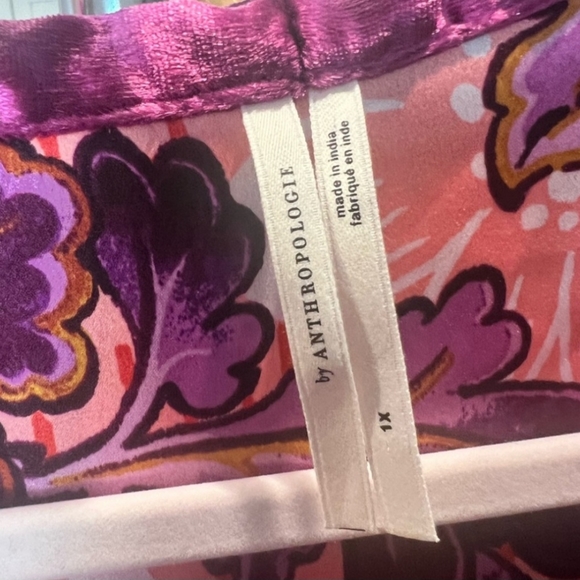 by ANTHROPOLOGIE
made in india
fabriqué en inde
1X